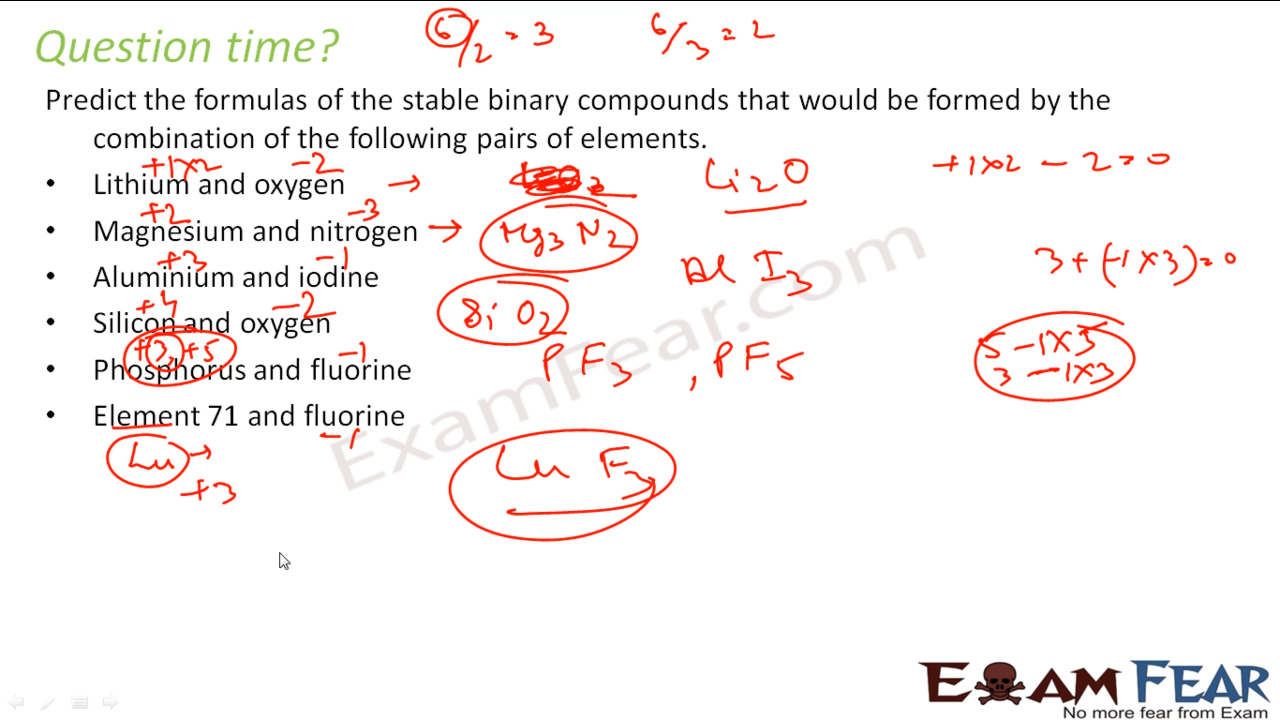 Question time?
6/2 = 3
6/3 = 2
Predict the formulas of the stable binary compounds that would be formed by the
combination of the following pairs of elements.
+1×2 -2
• Lithium and oxygen → Li2O
+1×2 - 2 = 0
+2 -3
• Magnesium and nitrogen → Mg3 N2
+3 -1
• Aluminium and iodine Al I3
3 + (-1×3) = 0
+4 -2
• Silicon and oxygen Si O2
+3, +5 -1
• Phosphorus and fluorine PF3 , PF5
5 - 1×5
3 - 1×3
• Element 71 and fluorine
Lu → +3 -1
Lu F3
ExamFear.com
EXAM FEAR
No more fear from Exam